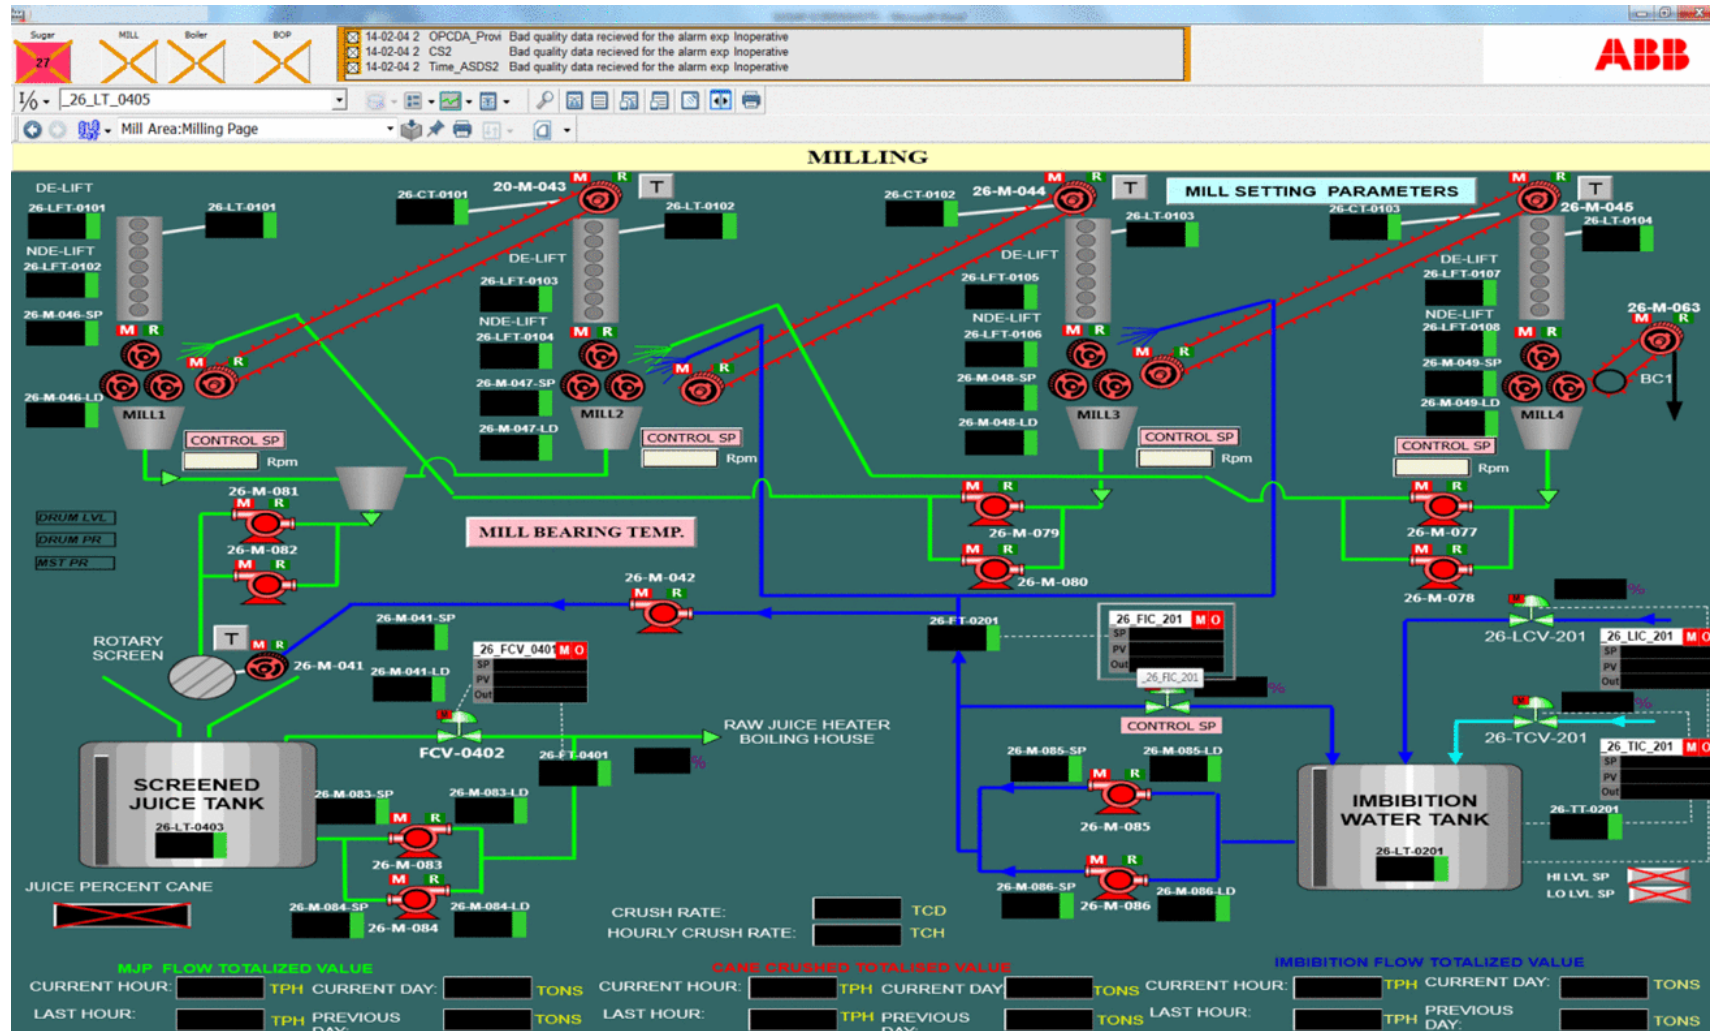 Sugar
MILL
Boiler
BOP
27
14-02-04 2 OPCDA_Provi Bad quality data recieved for the alarm exp Inoperative
14-02-04 2 CS2 Bad quality data recieved for the alarm exp Inoperative
14-02-04 2 Time_ASDS2 Bad quality data recieved for the alarm exp Inoperative
ABB
I/O
_26_LT_0405
Mill Area:Milling Page
MILLING
DE-LIFT
26-LFT-0101
26-LT-0101
NDE-LIFT
26-LFT-0102
26-M-046-SP
M R
26-M-046-LD
M R
MILL1
CONTROL SP
Rpm
26-CT-0101
20-M-043
M R
T
26-LT-0102
DE-LIFT
26-LFT-0103
NDE-LIFT
26-LFT-0104
26-M-047-SP
26-M-047-LD
M R
M R
MILL2
CONTROL SP
Rpm
26-CT-0102
26-M-044
M R
T
26-LT-0103
DE-LIFT
26-LFT-0105
NDE-LIFT
26-LFT-0106
26-M-048-SP
26-M-048-LD
M R
M R
MILL3
CONTROL SP
Rpm
MILL SETTING PARAMETERS
26-CT-0103
M R
T
26-M-045
26-LT-0104
DE-LIFT
26-LFT-0107
NDE-LIFT
26-LFT-0108
26-M-049-SP
26-M-049-LD
M R
MILL4
CONTROL SP
Rpm
26-M-063
M R
BC1
DRUM LVL
DRUM PR
MST PR
26-M-081
M R
26-M-082
M R
MILL BEARING TEMP.
M R
26-M-079
M R
26-M-080
M R
26-M-077
M R
26-M-078
26-M-042
M R
ROTARY
SCREEN
T
M R
26-M-041
26-M-041-SP
26-M-041-LD
_26_FCV_0401 M O
SP
PV
Out
M
FCV-0402
26-FT-0401
%
RAW JUICE HEATER
BOILING HOUSE
26-FT-0201
26_FIC_201 M O
SP
PV
Out
_26_FIC_201
%
CONTROL SP
%
M
26-LCV-201
26_LIC_201 M O
SP
PV
Out
%
M
26-TCV-201
26_TIC_201 M O
SP
PV
Out
SCREENED
JUICE TANK
26-LT-0403
26-M-083-SP
26-M-083-LD
M R
26-M-083
M R
26-M-084-SP
26-M-084-LD
26-M-084
26-M-085-SP
26-M-085-LD
M R
26-M-085
M R
26-M-086-SP
26-M-086-LD
26-M-086
IMBIBITION
WATER TANK
26-LT-0201
26-TT-0201
HI LVL SP
LO LVL SP
JUICE PERCENT CANE
CRUSH RATE: TCD
HOURLY CRUSH RATE: TCH
MJP FLOW TOTALIZED VALUE
CURRENT HOUR: TPH CURRENT DAY: TONS
LAST HOUR: TPH PREVIOUS DAY: TONS
CANE CRUSHED TOTALISED VALUE
CURRENT HOUR: TPH CURRENT DAY TONS
LAST HOUR: TPH PREVIOUS DAY: TONS
IMBIBITION FLOW TOTALIZED VALUE
CURRENT HOUR: TPH CURRENT DAY: TONS
LAST HOUR: TPH PREVIOUS DAY: TONS